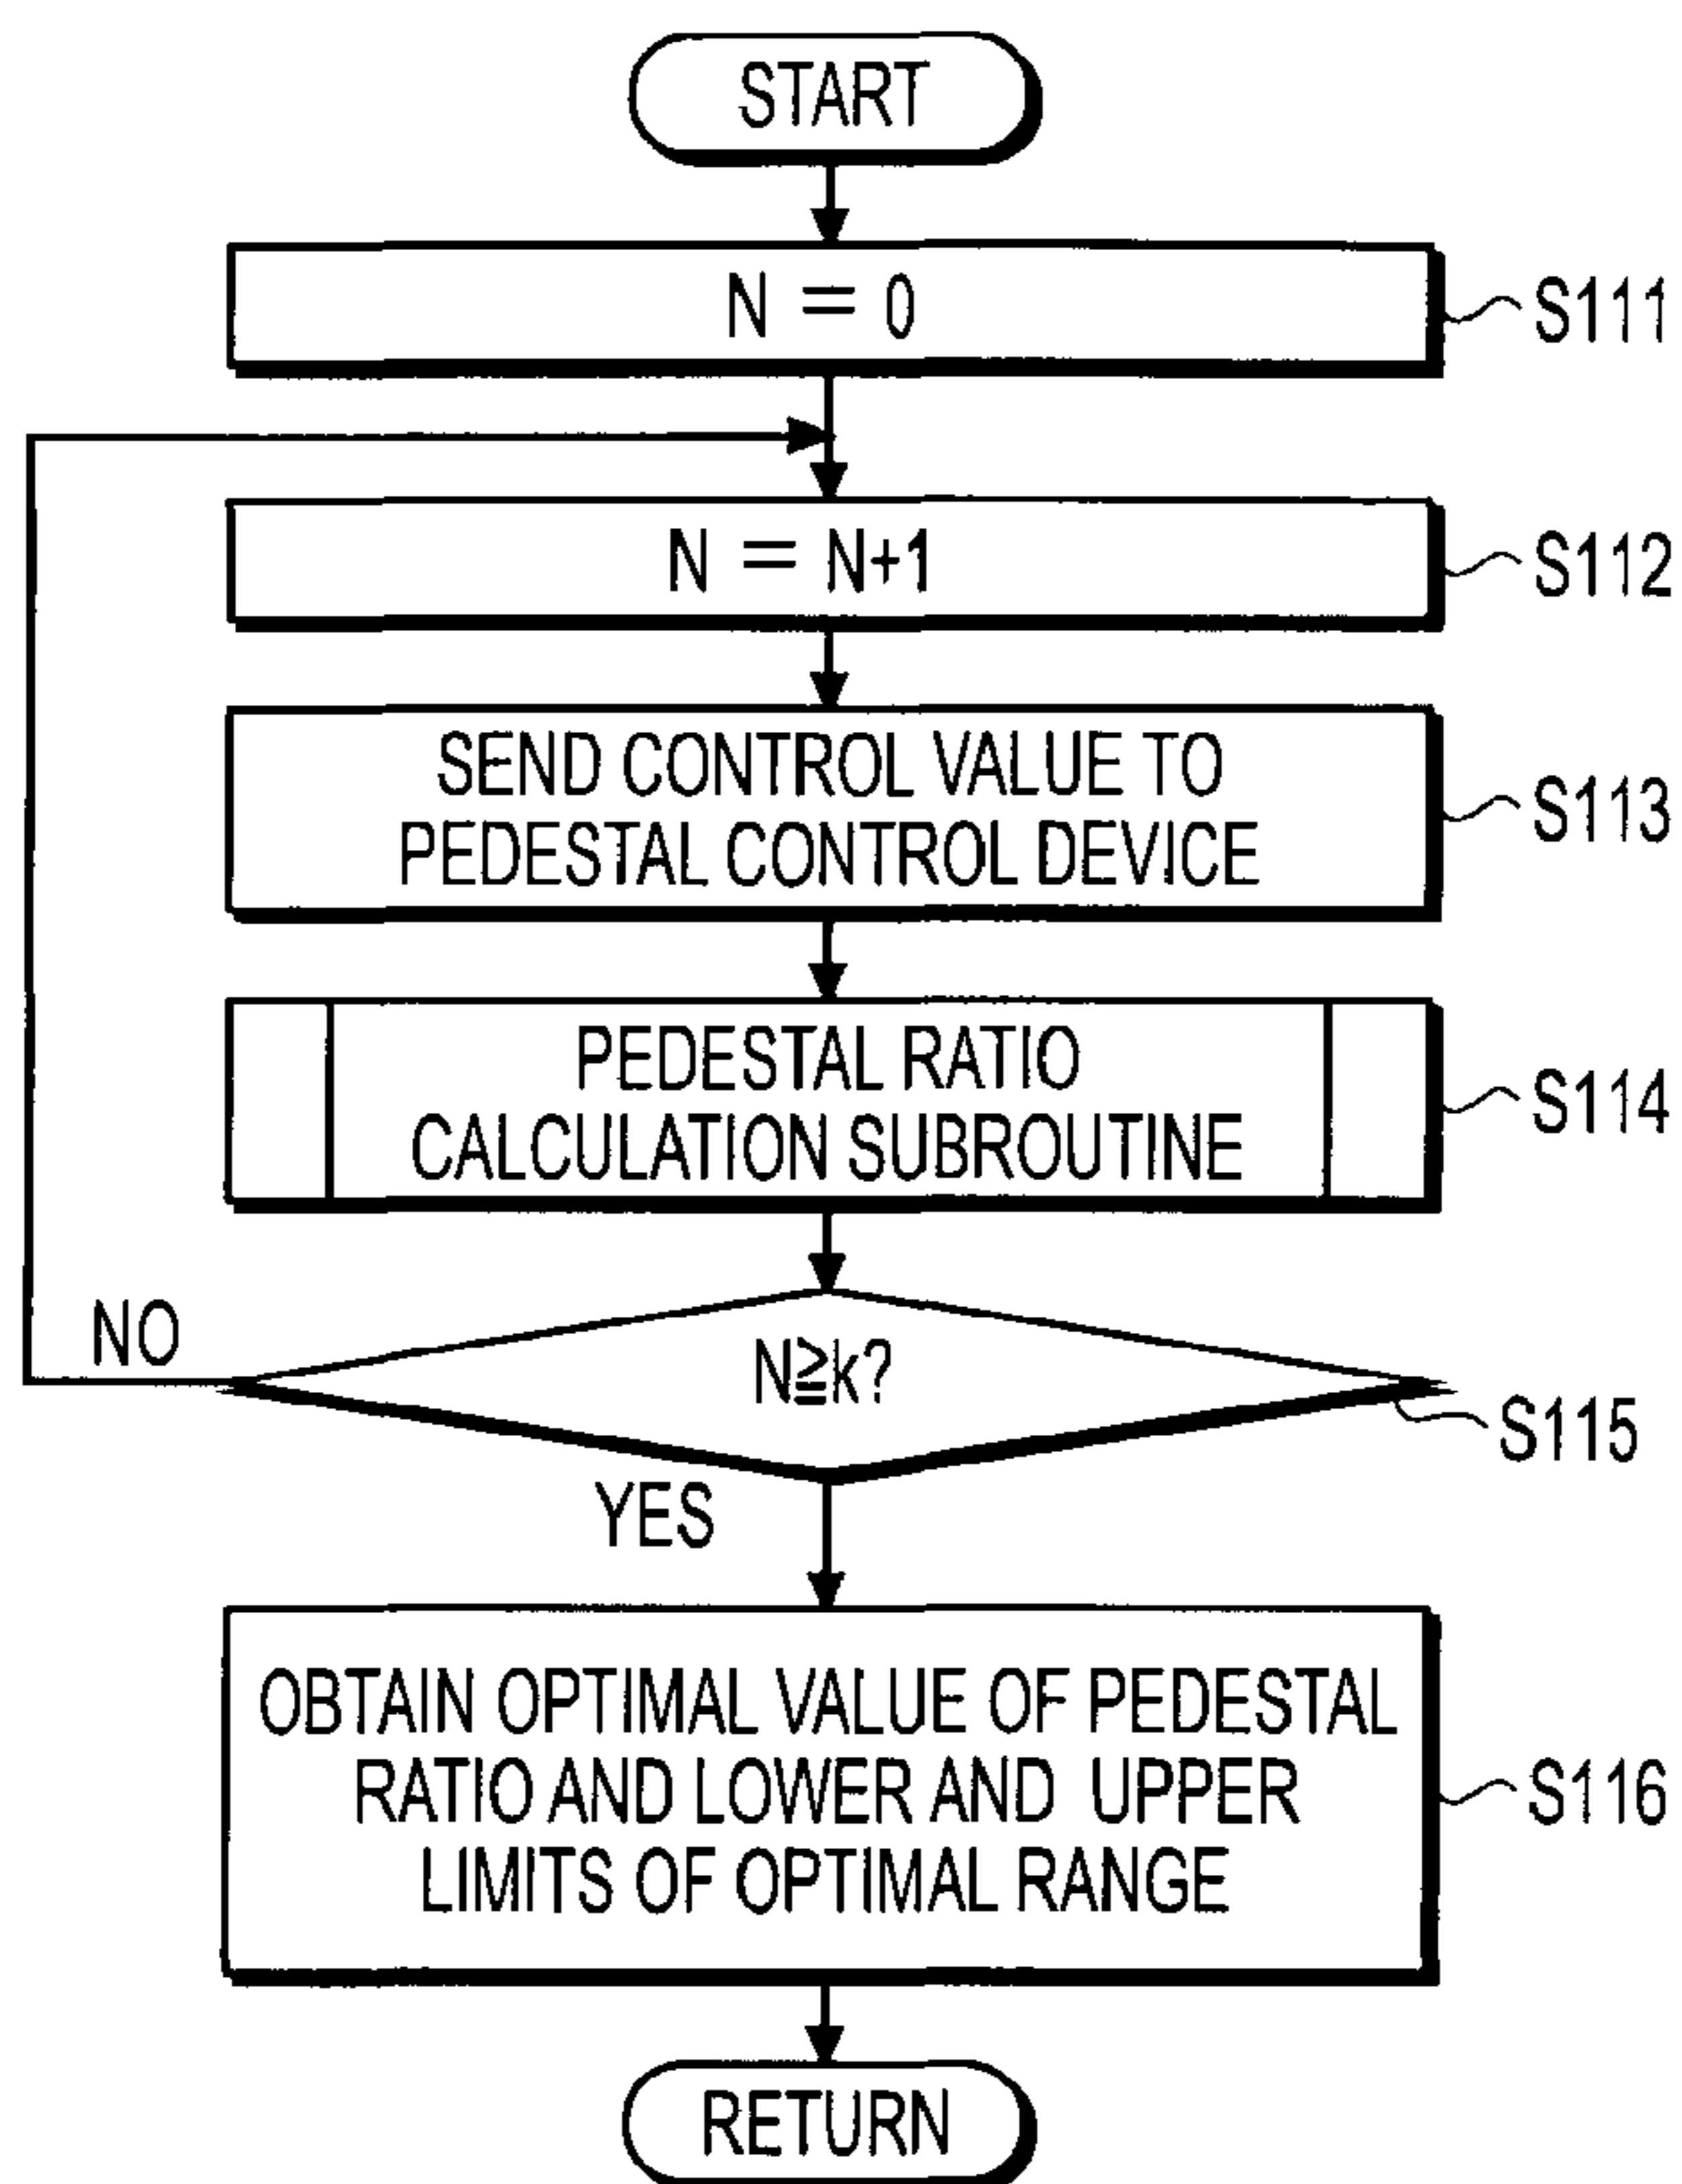 START
N = 0
S111
N = N+1
S112
SEND CONTROL VALUE TO
PEDESTAL CONTROL DEVICE
S113
PEDESTAL RATIO
CALCULATION SUBROUTINE
S114
NO
N≧k?
S115
YES
OBTAIN OPTIMAL VALUE OF PEDESTAL
RATIO AND LOWER AND UPPER
LIMITS OF OPTIMAL RANGE
S116
RETURN